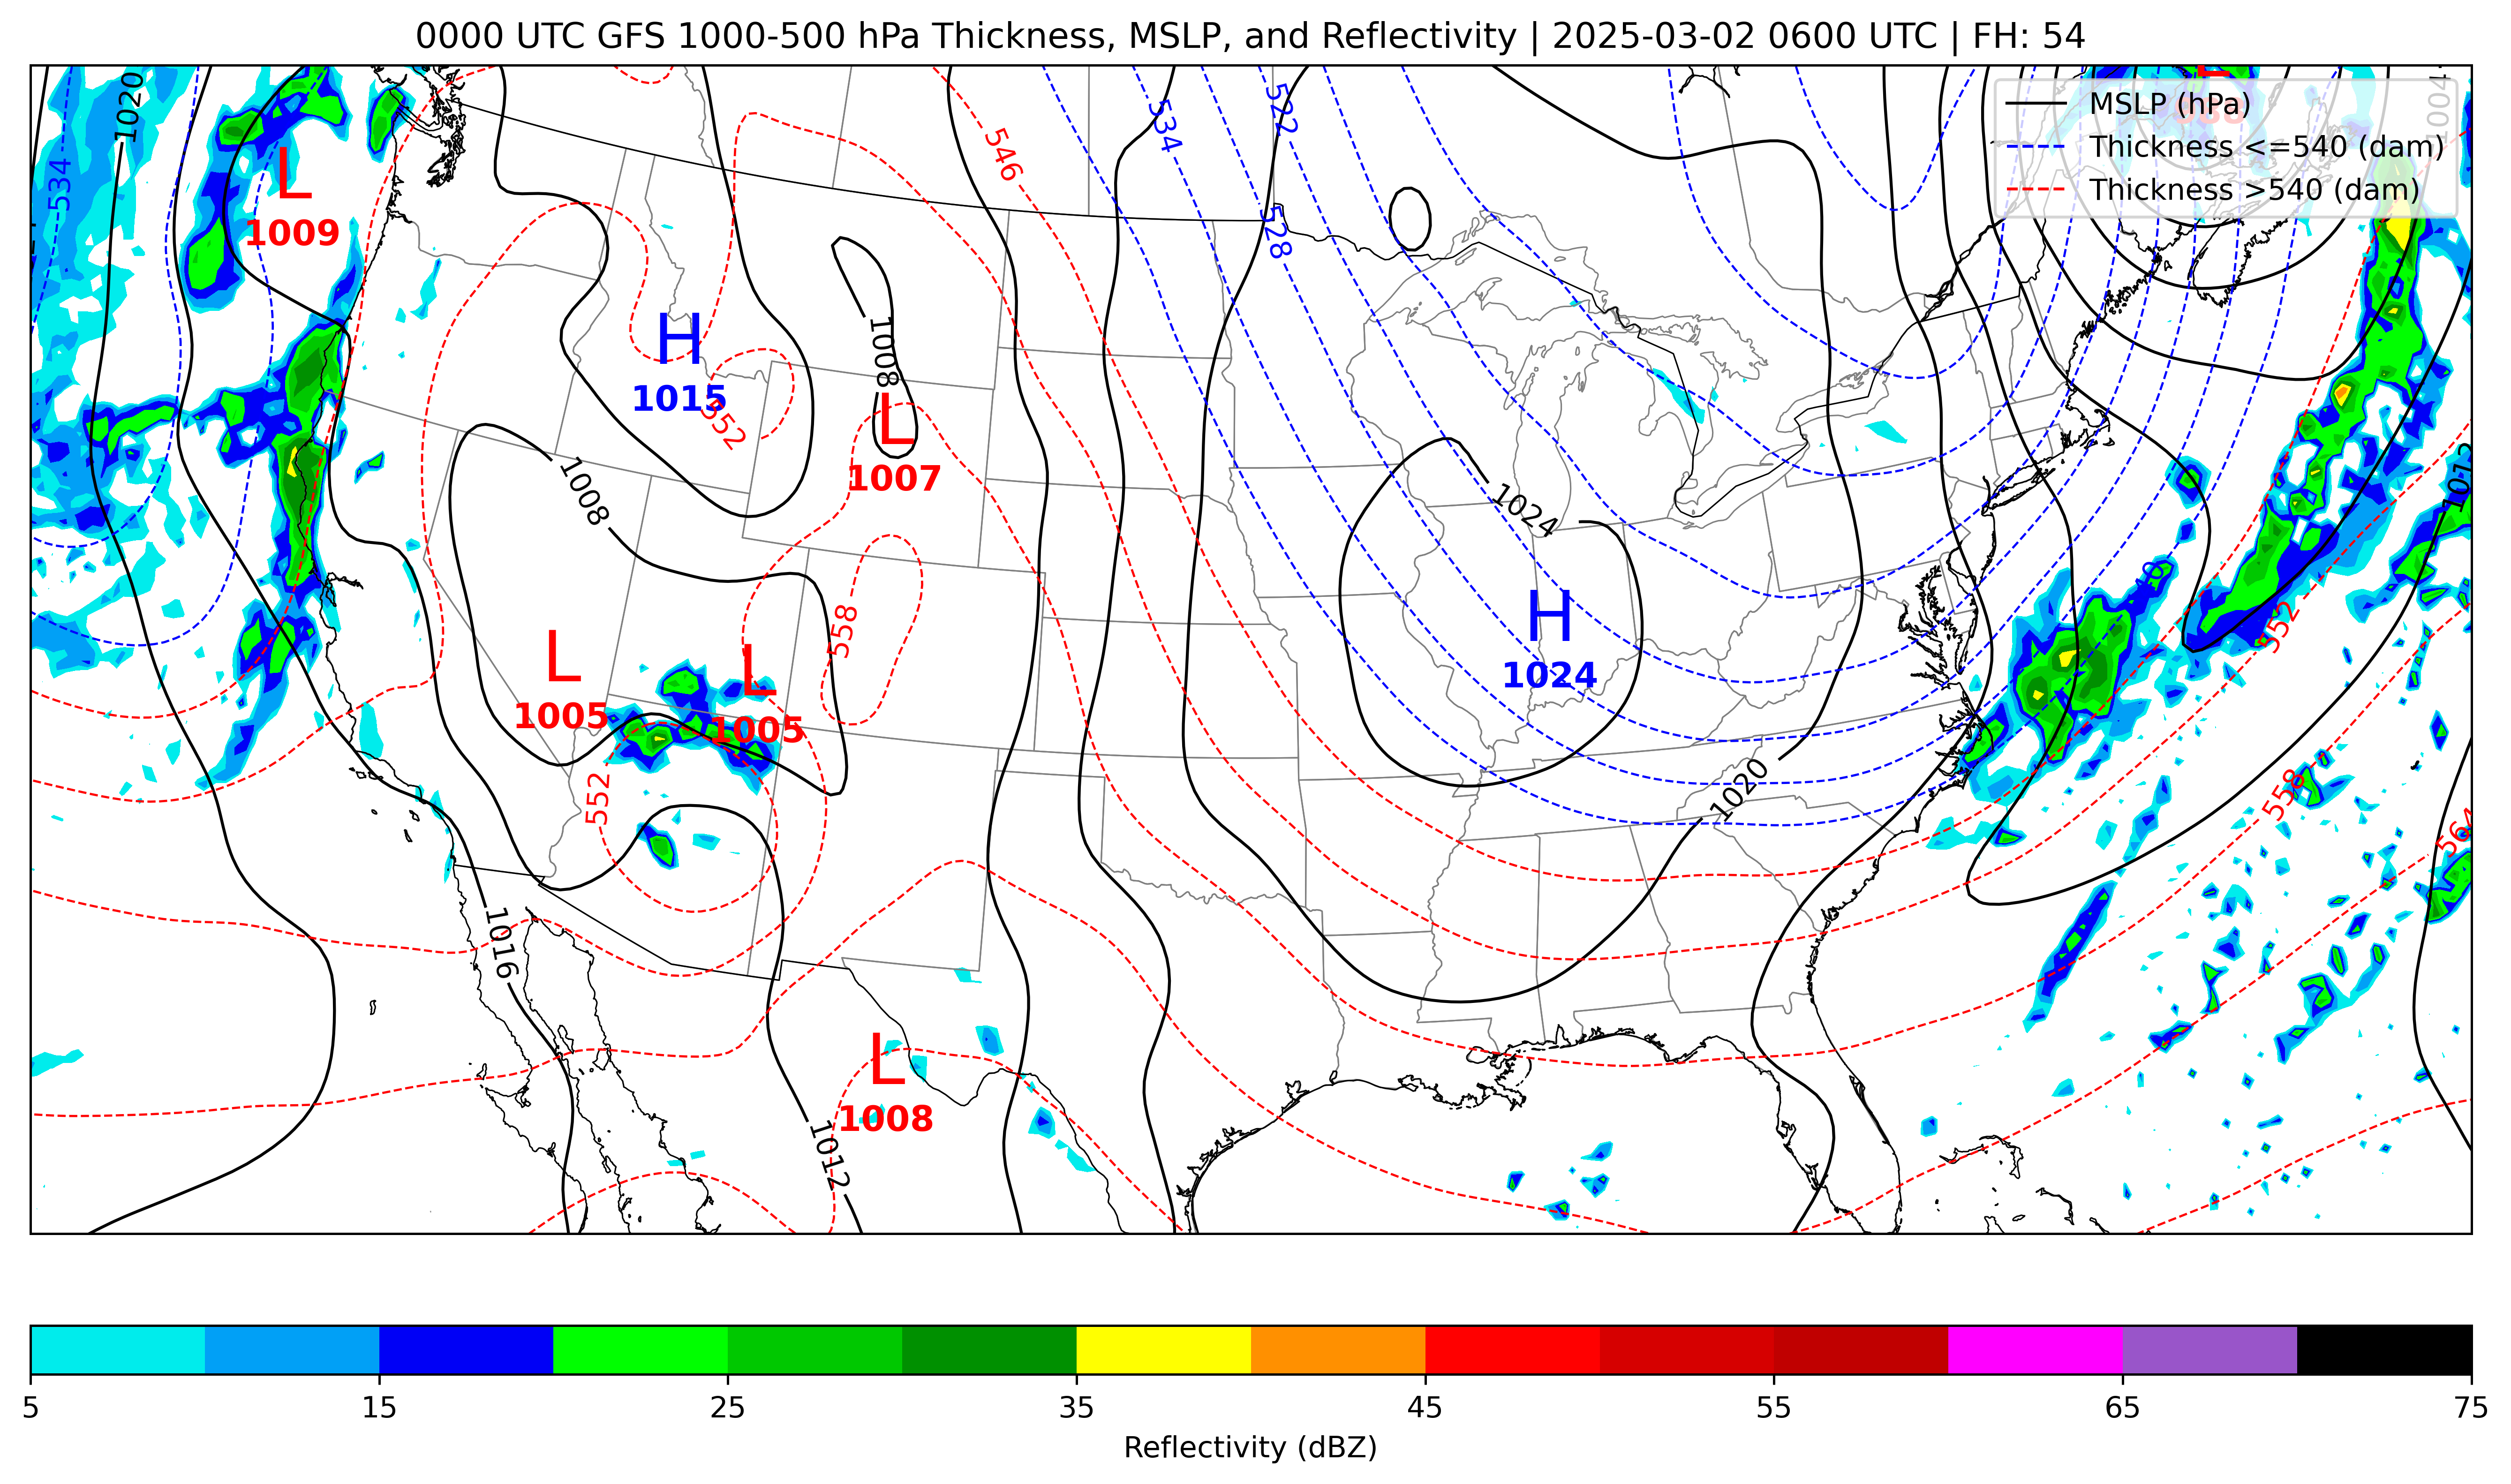 0000 UTC GFS 1000-500 hPa Thickness, MSLP, and Reflectivity | 2025-03-02 0600 UTC | FH: 54
MSLP (hPa)
Thickness <=540 (dam)
Thickness >540 (dam)
1020
534
534
522
528
546
1004
L
1009
H
1015
552
1008
L
1007
1008
1024
H
1024
L
1005
L
1005
558
552
1020
1012
552
558
564
1016
L
1008
1012
5
15
25
35
45
55
65
75
Reflectivity (dBZ)